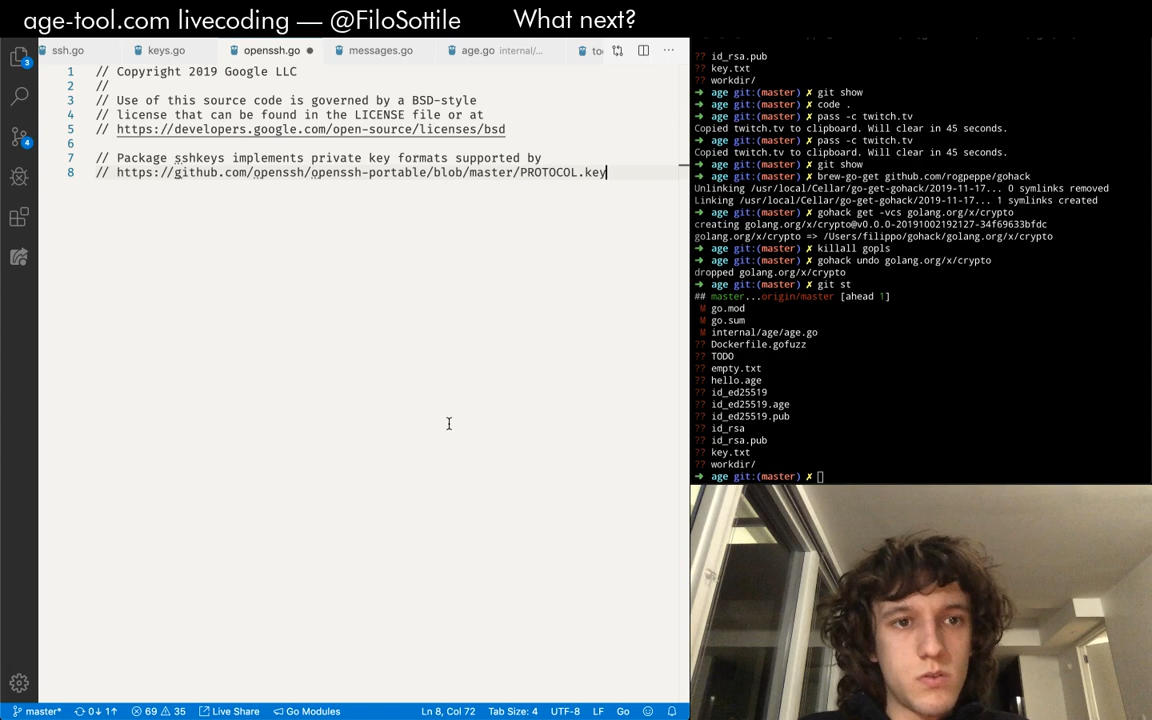 age-tool.com livecoding — @FiloSottile
What next?
ssh.go
keys.go
openssh.go
messages.go
age.go internal/...
1 // Copyright 2019 Google LLC
2 //
3 // Use of this source code is governed by a BSD-style
4 // license that can be found in the LICENSE file or at
5 // https://developers.google.com/open-source/licenses/bsd
6
7 // Package sshkeys implements private key formats supported by
8 // https://github.com/openssh/openssh-portable/blob/master/PROTOCOL.key
3
4
?? id_rsa.pub
?? key.txt
?? workdir/
➜ age git:(master) ✗ git show
➜ age git:(master) ✗ code .
➜ age git:(master) ✗ pass -c twitch.tv
Copied twitch.tv to clipboard. Will clear in 45 seconds.
➜ age git:(master) ✗ pass -c twitch.tv
Copied twitch.tv to clipboard. Will clear in 45 seconds.
➜ age git:(master) ✗ git show
➜ age git:(master) ✗ brew-go-get github.com/rogpeppe/gohack
Unlinking /usr/local/Cellar/go-get-gohack/2019-11-17... 0 symlinks removed
Linking /usr/local/Cellar/go-get-gohack/2019-11-17... 1 symlinks created
➜ age git:(master) ✗ gohack get -vcs golang.org/x/crypto
creating golang.org/x/crypto@v0.0.0-20191002192127-34f69633bfdc
golang.org/x/crypto => /Users/filippo/gohack/golang.org/x/crypto
➜ age git:(master) ✗ killall gopls
➜ age git:(master) ✗ gohack undo golang.org/x/crypto
dropped golang.org/x/crypto
➜ age git:(master) ✗ git st
## master...origin/master [ahead 1]
M go.mod
M go.sum
M internal/age/age.go
?? Dockerfile.gofuzz
?? TODO
?? empty.txt
?? hello.age
?? id_ed25519
?? id_ed25519.age
?? id_ed25519.pub
?? id_rsa
?? id_rsa.pub
?? key.txt
?? workdir/
➜ age git:(master) ✗
master* 0↓ 1↑ 69 35 Live Share Go Modules Ln 8, Col 72 Tab Size: 4 UTF-8 LF Go